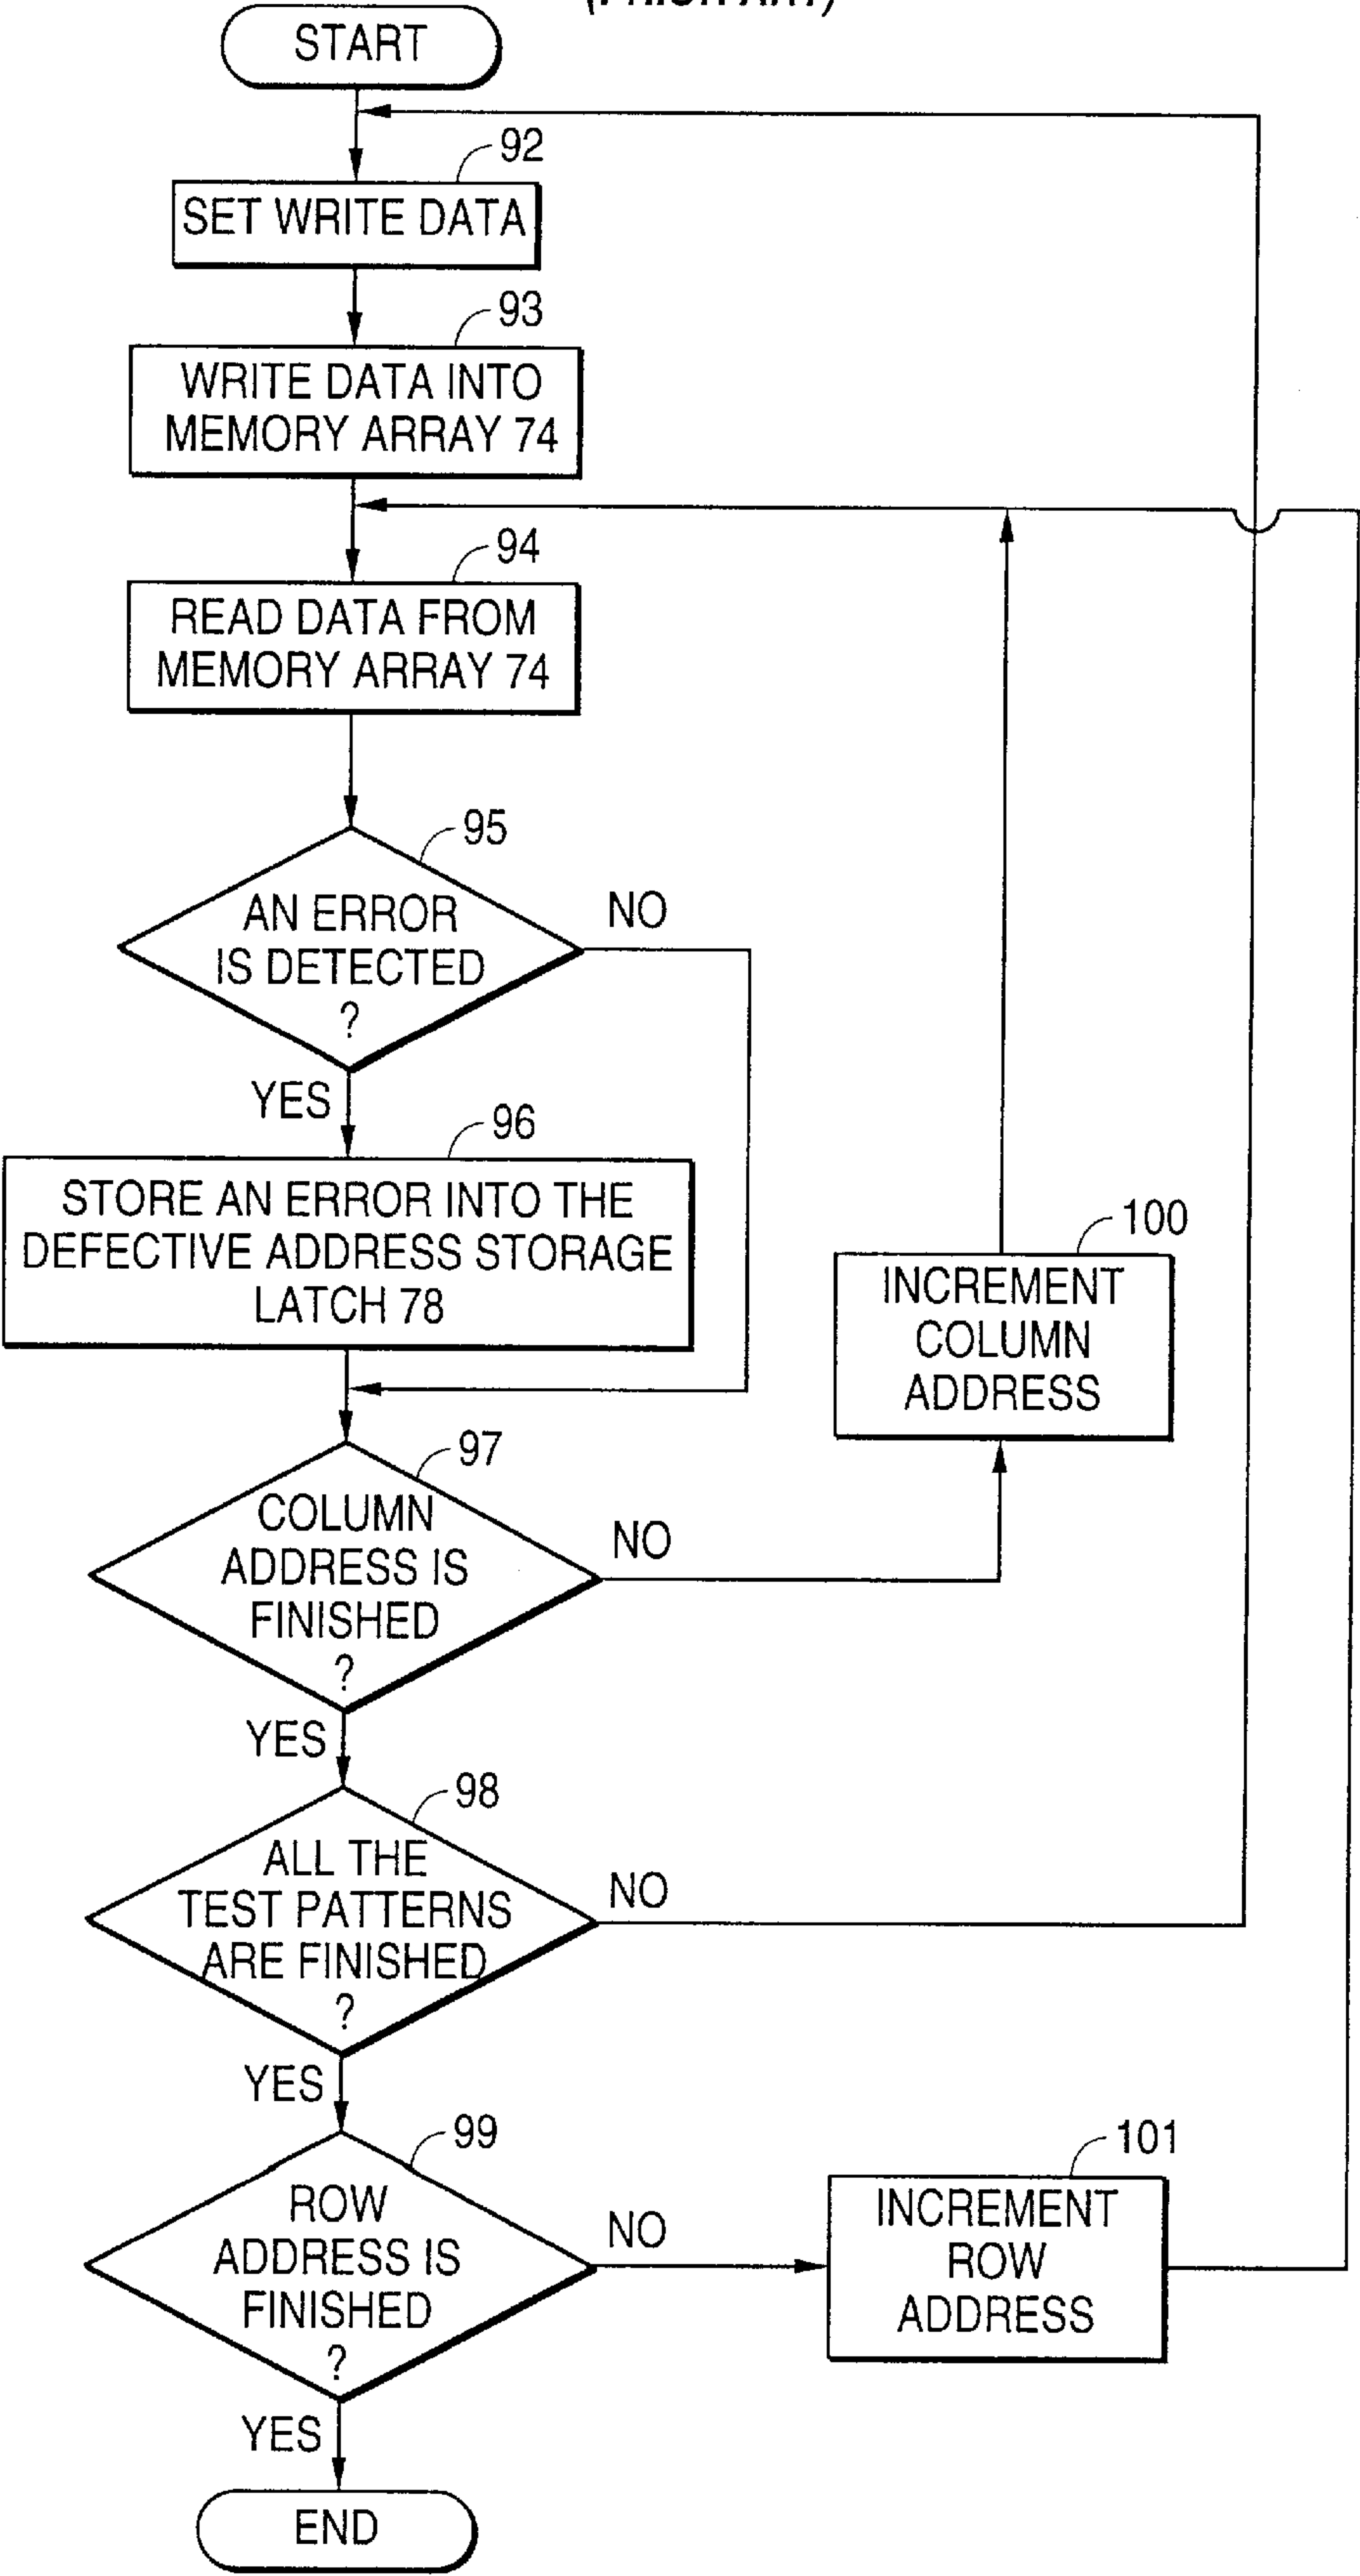 (PRIOR ART)
START
92
SET WRITE DATA
93
WRITE DATA INTO
MEMORY ARRAY 74
94
READ DATA FROM
MEMORY ARRAY 74
95
AN ERROR
IS DETECTED
?
NO
YES
96
STORE AN ERROR INTO THE
DEFECTIVE ADDRESS STORAGE
LATCH 78
100
INCREMENT
COLUMN
ADDRESS
97
COLUMN
ADDRESS IS
FINISHED
?
NO
YES
98
ALL THE
TEST PATTERNS
ARE FINISHED
?
NO
YES
99
ROW
ADDRESS IS
FINISHED
?
NO
101
INCREMENT
ROW
ADDRESS
YES
END